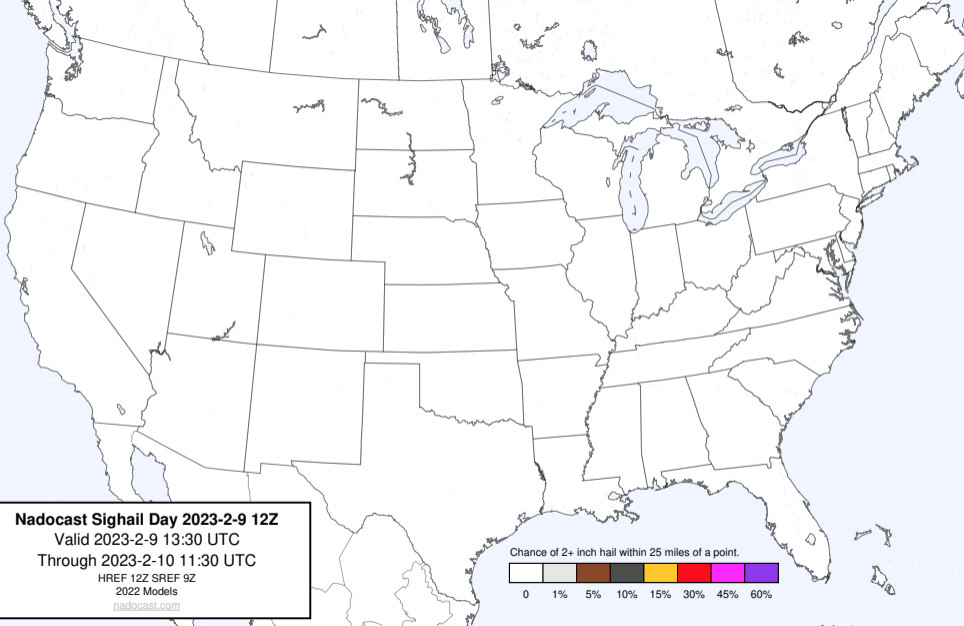 Nadocast Sighail Day 2023-2-9 12Z
Valid 2023-2-9 13:30 UTC
Through 2023-2-10 11:30 UTC
HREF 12Z SREF 9Z
2022 Models
nadocast.com
Chance of 2+ inch hail within 25 miles of a point.
0 1% 5% 10% 15% 30% 45% 60%